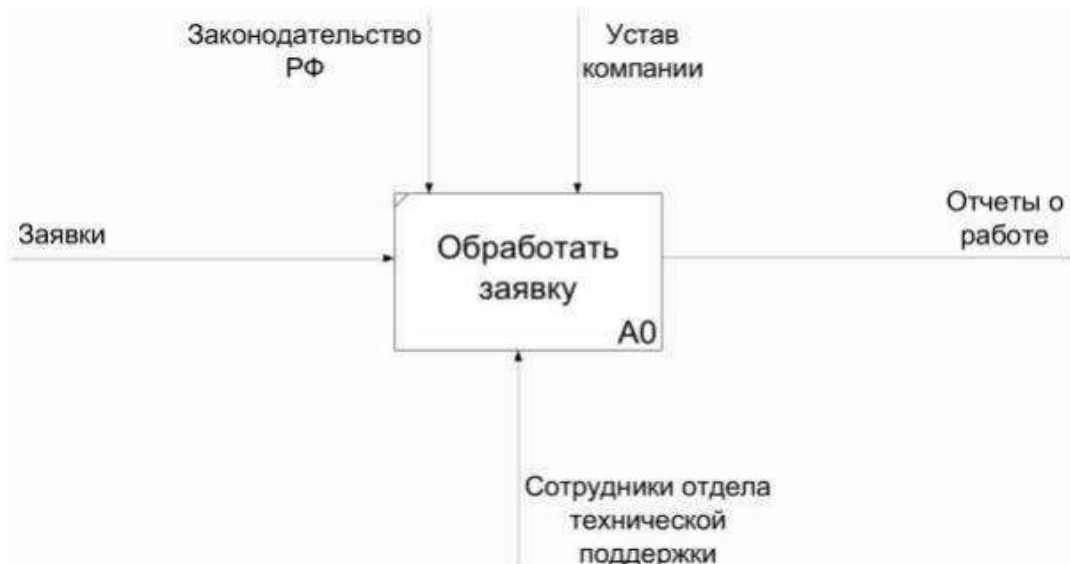 Законодательство
РФ
Устав
компании
Заявки
Обработать
заявку
A0
Отчеты о
работе
Сотрудники отдела
технической
поддержки